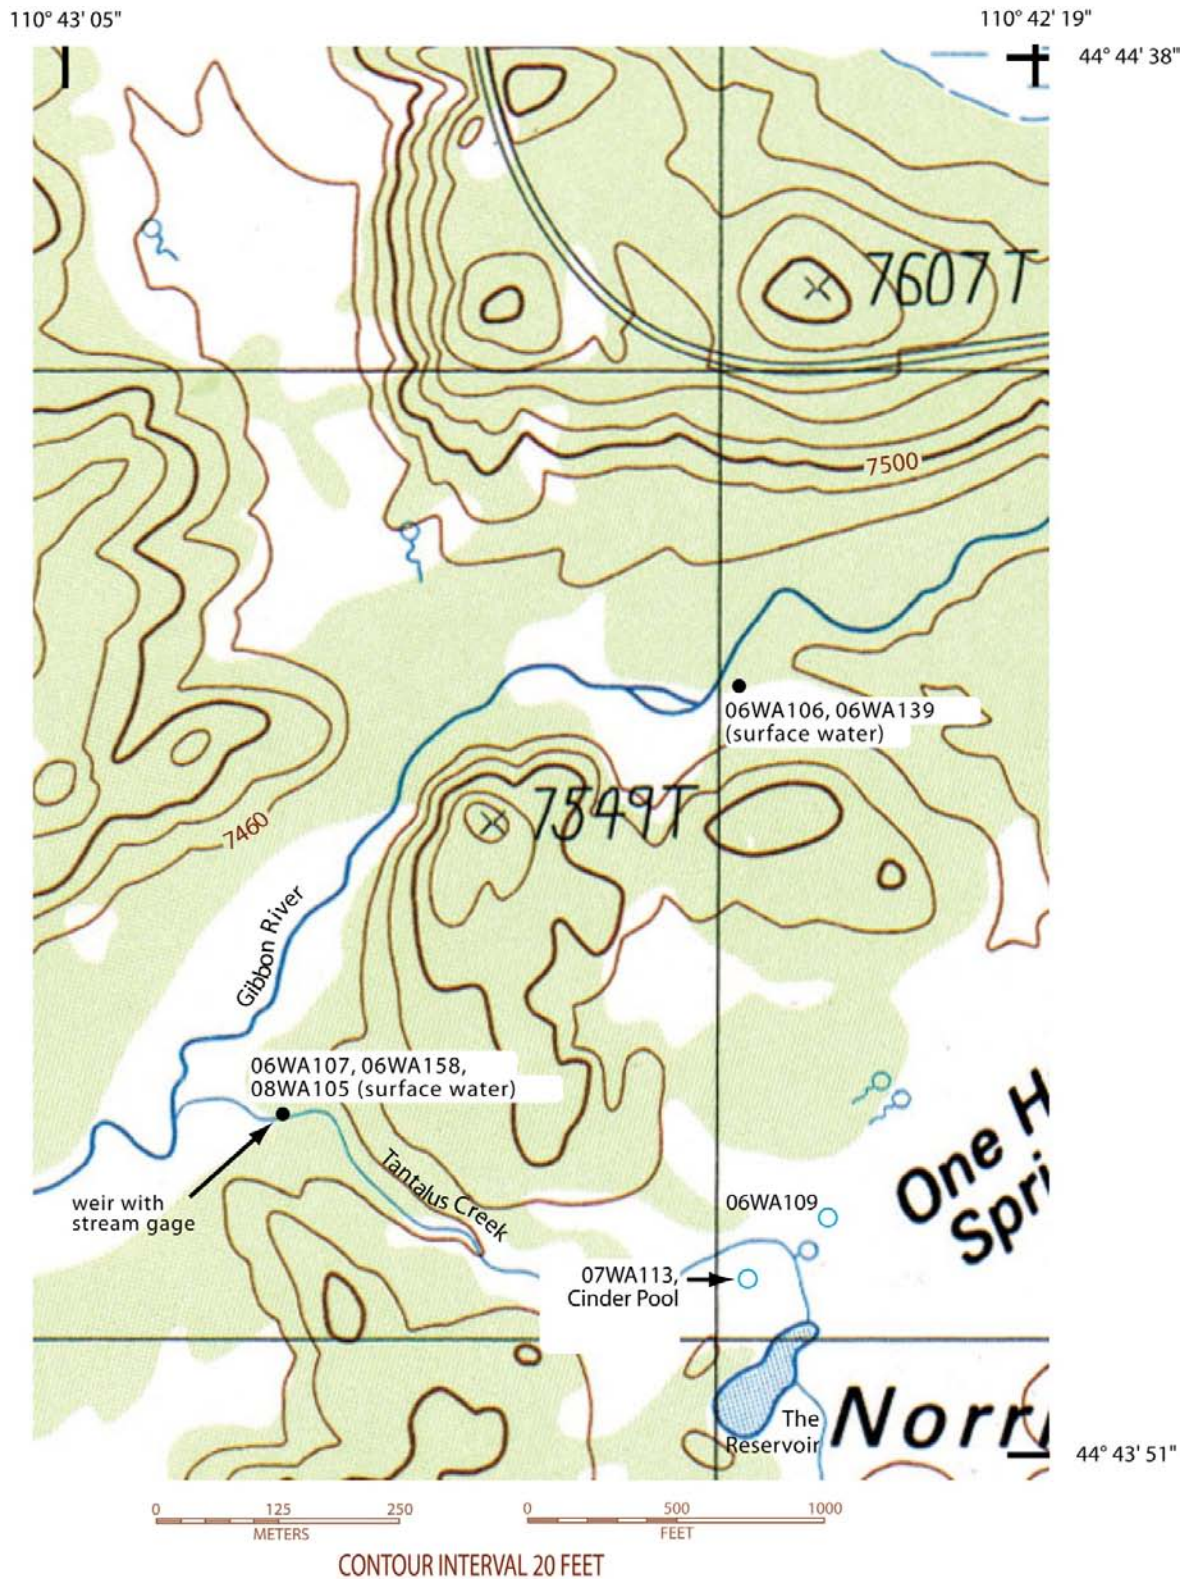 110° 43' 05"
110° 42' 19"
44° 44' 38"
7607 T
7500
06WA106, 06WA139
(surface water)
7549T
7460
Gibbon River
06WA107, 06WA158,
08WA105 (surface water)
weir with
stream gage
Tantalus Creek
One H
Spri
06WA109
07WA113,
Cinder Pool
The
Reservoir
Norri
44° 43' 51"
0 125 250
METERS
0 500 1000
FEET
CONTOUR INTERVAL 20 FEET